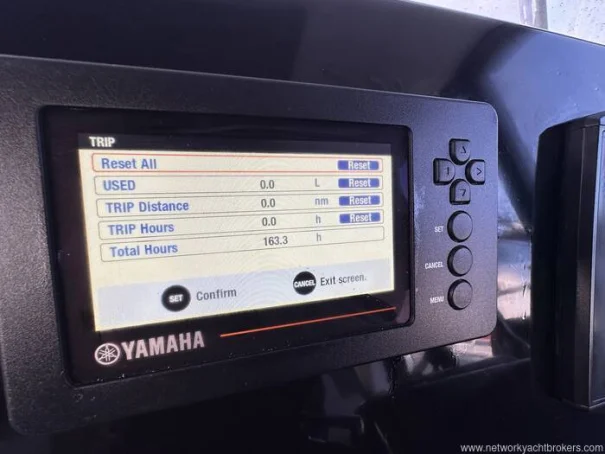 TRIP
Reset All Reset
USED 0.0 L Reset
TRIP Distance 0.0 nm Reset
TRIP Hours 0.0 h Reset
Total Hours 163.3 h
SET Confirm CANCEL Exit screen.
YAMAHA
SET
CANCEL
MENU
www.networkyachtbrokers.com